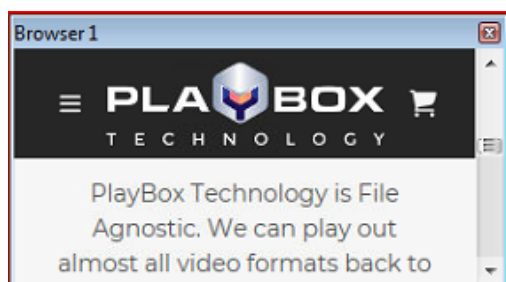 Browser 1
PLAYBOX
TECHNOLOGY
PlayBox Technology is File
Agnostic. We can play out
almost all video formats back to